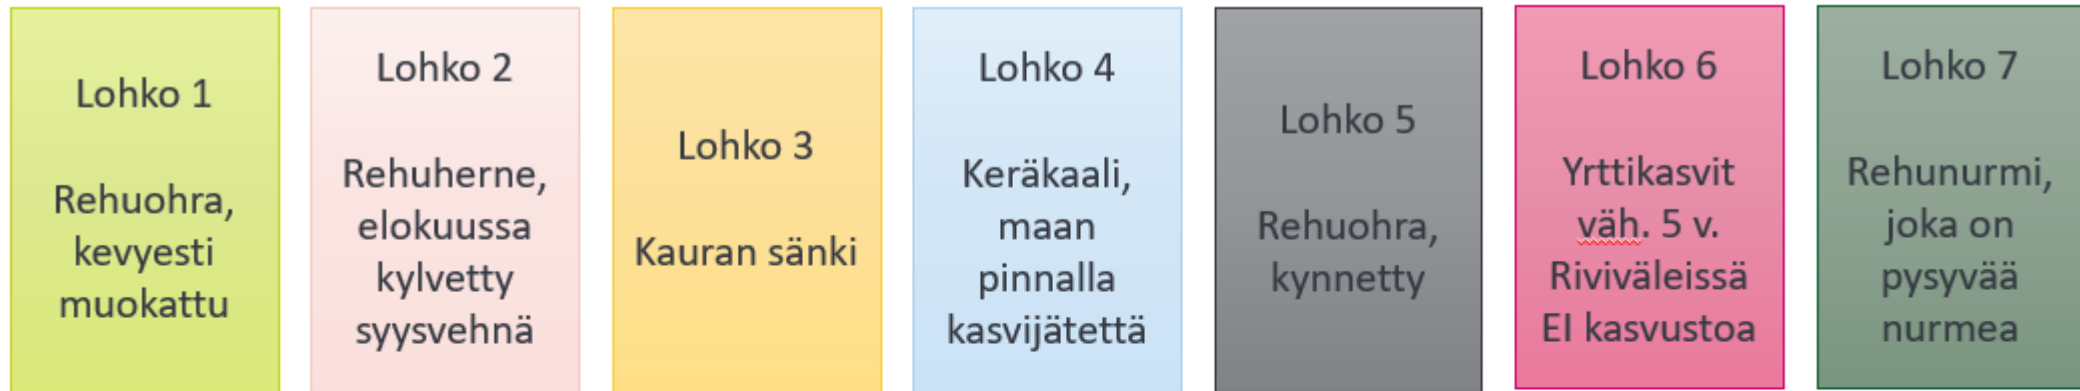 Lohko 1
Rehuohra,
kevyesti
muokattu
Lohko 2
Rehuherne,
elokuussa
kylvetty
syysvehnä
Lohko 3
Kauran sänki
Lohko 4
Keräkaali,
maan
pinnalla
kasvijätettä
Lohko 5
Rehuohra,
kynnetty
Lohko 6
Yrttikasvit
väh. 5 v.
Riviväleissä
EI kasvustoa
Lohko 7
Rehunurmi,
joka on
pysyvää
nurmea